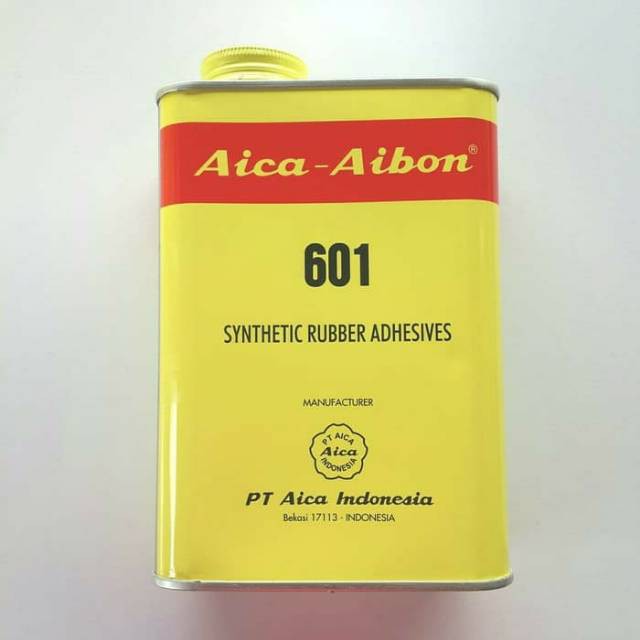 Aica-Aibon®
601
SYNTHETIC RUBBER ADHESIVES
MANUFACTURER
PT AICA
Aica
INDONESIA
PT Aica Indonesia
Bekasi 17113 - INDONESIA